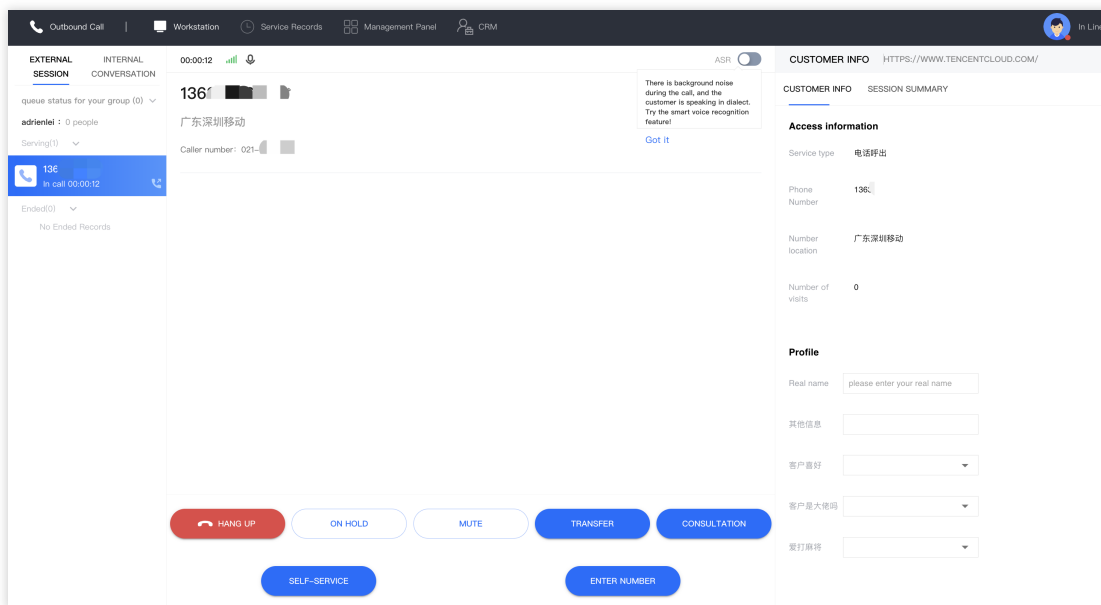 Outbound Call
Workstation
Service Records
Management Panel
CRM
In Line
EXTERNAL SESSION
INTERNAL CONVERSATION
queue status for your group (0)
adrienlei : 0 people
Serving(1)
136
In call 00:00:12
Ended(0)
No Ended Records
00:00:12
ASR
136
广东深圳移动
Caller number: 021-
There is background noise
during the call, and the
customer is speaking in dialect.
Try the smart voice recognition
feature!
Got it
HANG UP
ON HOLD
MUTE
TRANSFER
CONSULTATION
SELF-SERVICE
ENTER NUMBER
CUSTOMER INFO
HTTPS://WWW.TENCENTCLOUD.COM/
CUSTOMER INFO
SESSION SUMMARY
Access information
Service type 电话呼出
Phone Number 136
Number location 广东深圳移动
Number of visits 0
Profile
Real name please enter your real name
其他信息
客户喜好
客户是大佬吗
爱打麻将